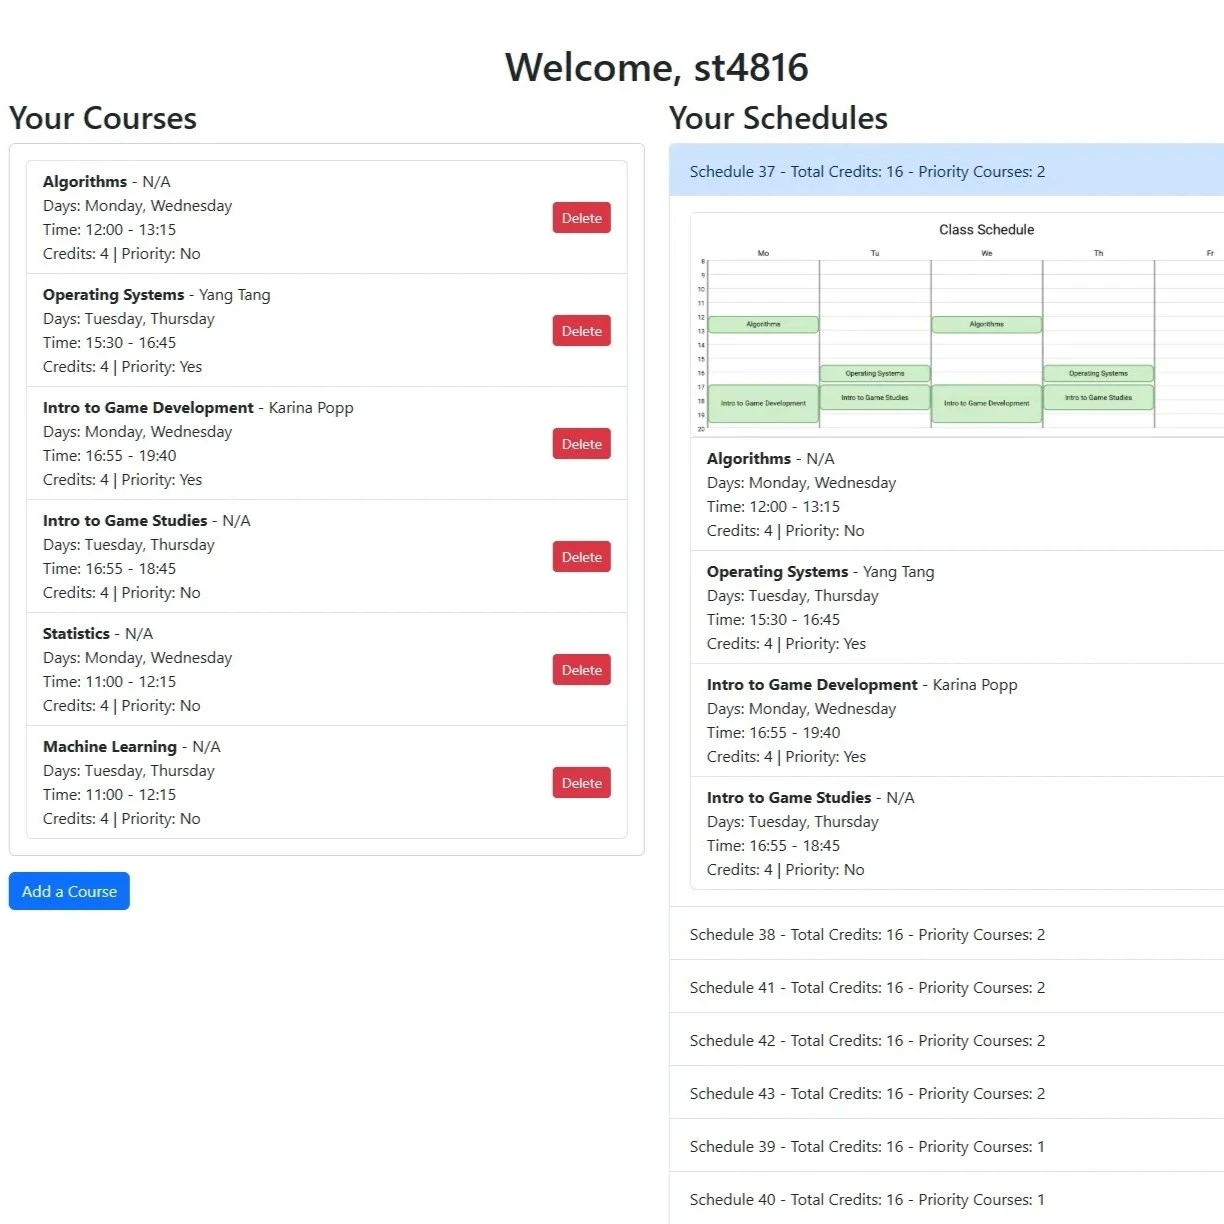 Welcome, st4816
Your Courses
Algorithms - N/A
Days: Monday, Wednesday
Time: 12:00 - 13:15
Credits: 4 | Priority: No
Delete
Operating Systems - Yang Tang
Days: Tuesday, Thursday
Time: 15:30 - 16:45
Credits: 4 | Priority: Yes
Delete
Intro to Game Development - Karina Popp
Days: Monday, Wednesday
Time: 16:55 - 19:40
Credits: 4 | Priority: Yes
Delete
Intro to Game Studies - N/A
Days: Tuesday, Thursday
Time: 16:55 - 18:45
Credits: 4 | Priority: No
Delete
Statistics - N/A
Days: Monday, Wednesday
Time: 11:00 - 12:15
Credits: 4 | Priority: No
Delete
Machine Learning - N/A
Days: Tuesday, Thursday
Time: 11:00 - 12:15
Credits: 4 | Priority: No
Delete
Add a Course
Your Schedules
Schedule 37 - Total Credits: 16 - Priority Courses: 2
Class Schedule
Mo Tu We Th Fr
8
9
10
11
12
Algorithms Algorithms
13
14
15
16
Operating Systems Operating Systems
17
Intro to Game Studies Intro to Game Studies
18
Intro to Game Development Intro to Game Development
19
20
Algorithms - N/A
Days: Monday, Wednesday
Time: 12:00 - 13:15
Credits: 4 | Priority: No
Operating Systems - Yang Tang
Days: Tuesday, Thursday
Time: 15:30 - 16:45
Credits: 4 | Priority: Yes
Intro to Game Development - Karina Popp
Days: Monday, Wednesday
Time: 16:55 - 19:40
Credits: 4 | Priority: Yes
Intro to Game Studies - N/A
Days: Tuesday, Thursday
Time: 16:55 - 18:45
Credits: 4 | Priority: No
Schedule 38 - Total Credits: 16 - Priority Courses: 2
Schedule 41 - Total Credits: 16 - Priority Courses: 2
Schedule 42 - Total Credits: 16 - Priority Courses: 2
Schedule 43 - Total Credits: 16 - Priority Courses: 2
Schedule 39 - Total Credits: 16 - Priority Courses: 1
Schedule 40 - Total Credits: 16 - Priority Courses: 1